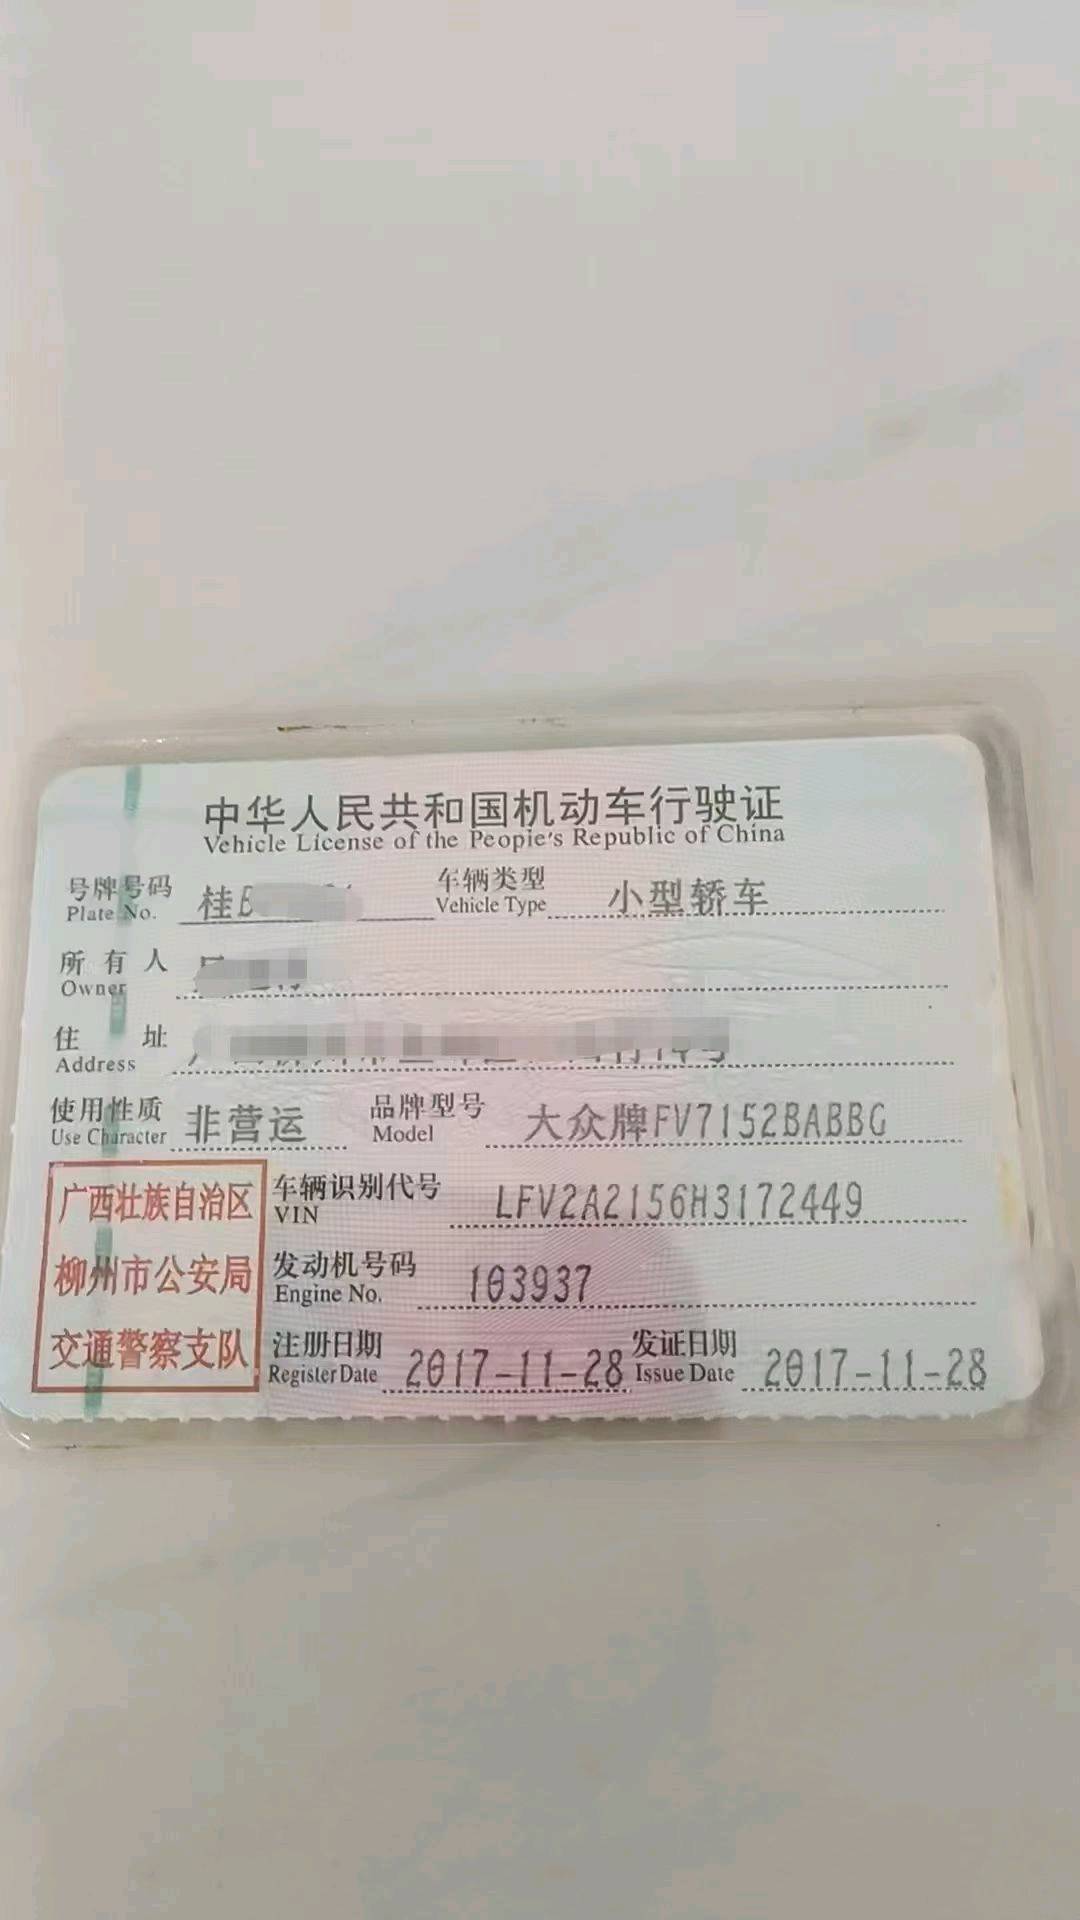 中华人民共和国机动车行驶证
Vehicle License of the People's Republic of China
号牌号码 桂B 车辆类型 小型轿车
Plate No. Vehicle Type
所有人
Owner
住址
Address
使用性质 非营运 品牌型号 大众牌FV7152BABBG
Use Character Model
广西壮族自治区
柳州市公安局
交通警察支队
车辆识别代号 LFV2A2156H3172449
VIN
发动机号码 103937
Engine No.
注册日期 2017-11-28 发证日期 2017-11-28
Register Date Issue Date